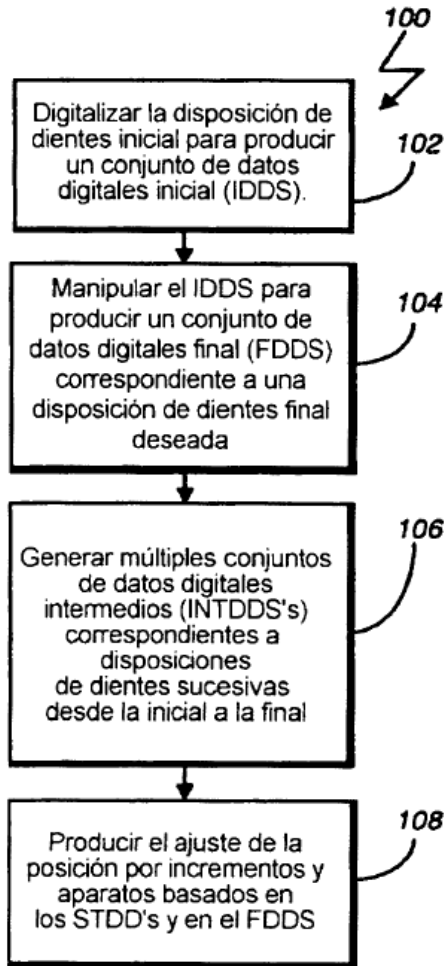 100
Digitalizar la disposición de
dientes inicial para producir
un conjunto de datos
digitales inicial (IDDS).
102
Manipular el IDDS para
producir un conjunto de
datos digitales final (FDDS)
correspondiente a una
disposición de dientes final
deseada
104
Generar múltiples conjuntos
de datos digitales
intermedios (INTDDS's)
correspondientes a
disposiciones
de dientes sucesivas
desde la inicial a la final
106
Producir el ajuste de la
posición por incrementos y
aparatos basados en
los STDD's y en el FDDS
108